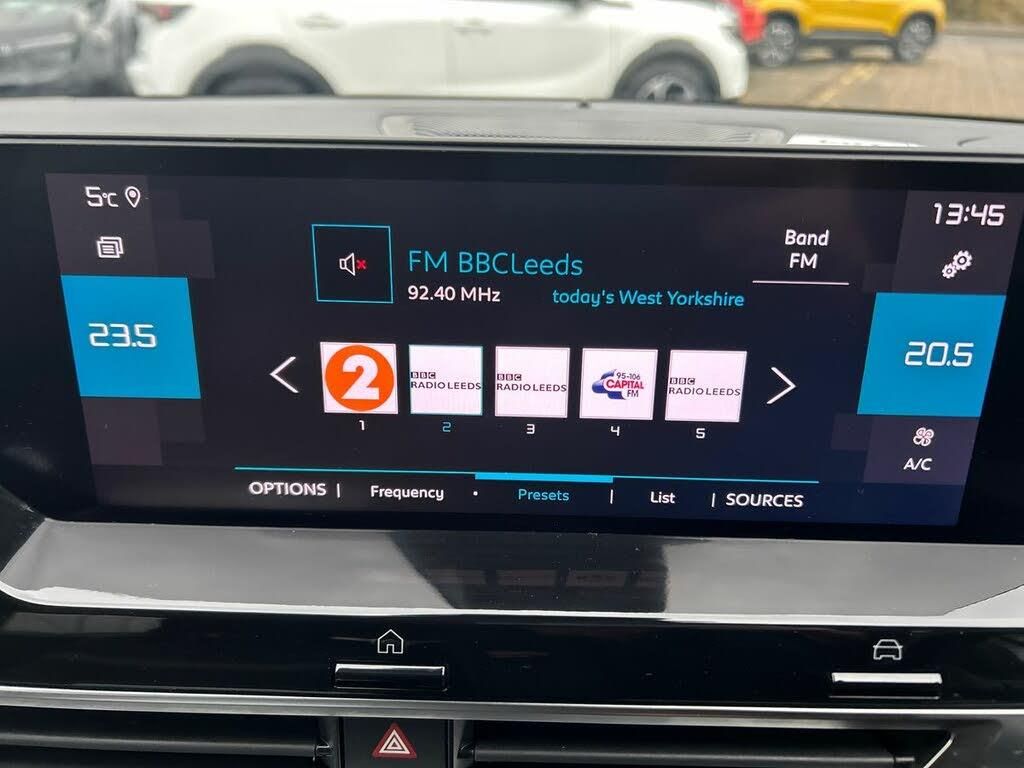 5°C
13:45
Band
FM
FM BBCLeeds
92.40 MHz
today's West Yorkshire
23.5
20.5
2
BBC
RADIO LEEDS
BBC
RADIO LEEDS
95-106
CAPITAL
FM
BBC
RADIO LEEDS
1
2
3
4
5
A/C
OPTIONS | Frequency • Presets | List | SOURCES